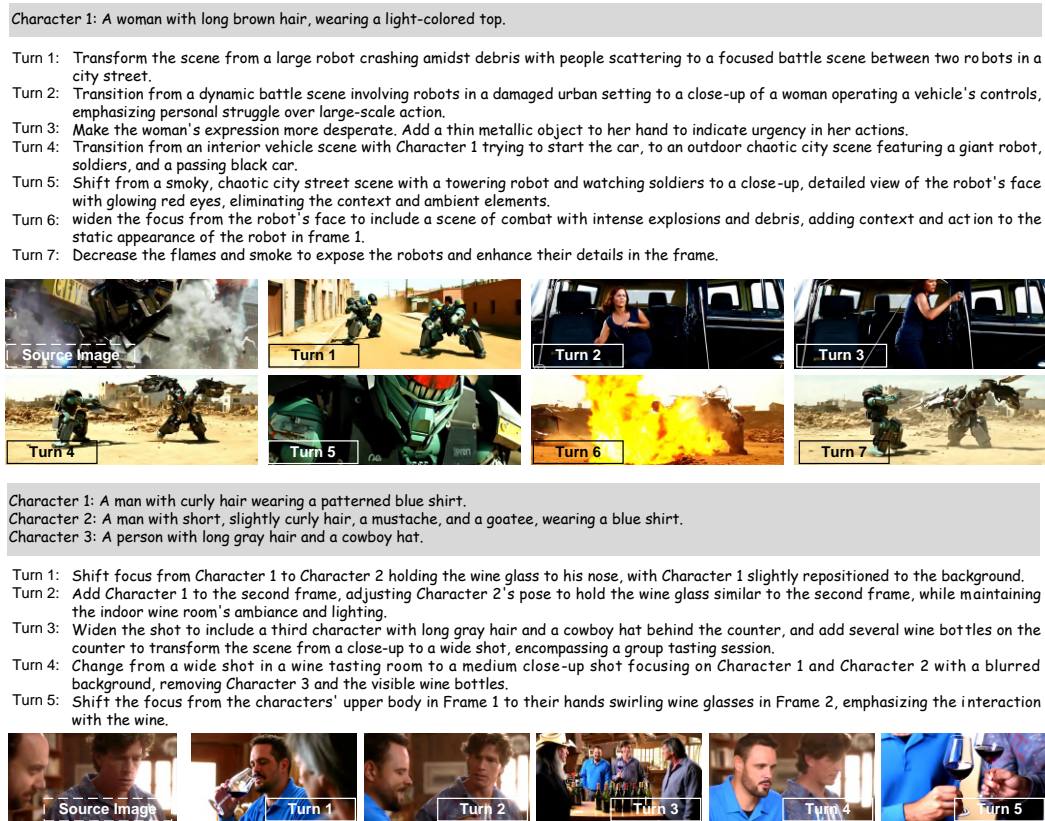 Character 1: A woman with long brown hair, wearing a light-colored top.
Turn 1: Transform the scene from a large robot crashing amidst debris with people scattering to a focused battle scene between two robots in a
city street.
Turn 2: Transition from a dynamic battle scene involving robots in a damaged urban setting to a close-up of a woman operating a vehicle's controls,
emphasizing personal struggle over large-scale action.
Turn 3: Make the woman's expression more desperate. Add a thin metallic object to her hand to indicate urgency in her actions.
Turn 4: Transition from an interior vehicle scene with Character 1 trying to start the car, to an outdoor chaotic city scene featuring a giant robot,
soldiers, and a passing black car.
Turn 5: Shift from a smoky, chaotic city street scene with a towering robot and watching soldiers to a close-up, detailed view of the robot's face
with glowing red eyes, eliminating the context and ambient elements.
Turn 6: widen the focus from the robot's face to include a scene of combat with intense explosions and debris, adding context and action to the
static appearance of the robot in frame 1.
Turn 7: Decrease the flames and smoke to expose the robots and enhance their details in the frame.
Source Image
Turn 1
Turn 2
Turn 3
Turn 4
Turn 5
Turn 6
Turn 7
Character 1: A man with curly hair wearing a patterned blue shirt.
Character 2: A man with short, slightly curly hair, a mustache, and a goatee, wearing a blue shirt.
Character 3: A person with long gray hair and a cowboy hat.
Turn 1: Shift focus from Character 1 to Character 2 holding the wine glass to his nose, with Character 1 slightly repositioned to the background.
Turn 2: Add Character 1 to the second frame, adjusting Character 2's pose to hold the wine glass similar to the second frame, while maintaining
the indoor wine room's ambiance and lighting.
Turn 3: Widen the shot to include a third character with long gray hair and a cowboy hat behind the counter, and add several wine bottles on the
counter to transform the scene from a close-up to a wide shot, encompassing a group tasting session.
Turn 4: Change from a wide shot in a wine tasting room to a medium close-up shot focusing on Character 1 and Character 2 with a blurred
background, removing Character 3 and the visible wine bottles.
Turn 5: Shift the focus from the characters' upper body in Frame 1 to their hands swirling wine glasses in Frame 2, emphasizing the interaction
with the wine.
Source Image
Turn 1
Turn 2
Turn 3
Turn 4
Turn 5